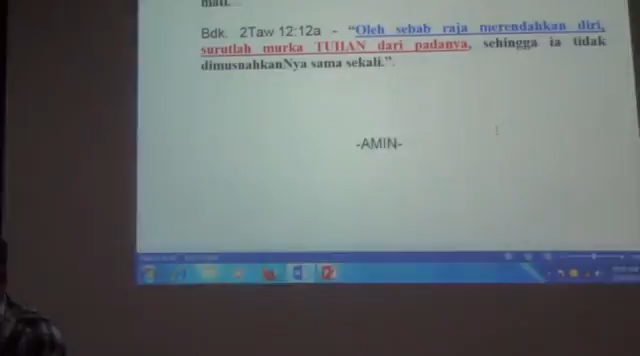 mati.
Bdk. 2Taw 12:12a - “Oleh sebab raja merendahkan diri,
surutlah murka TUHAN dari padanya, sehingga ia tidak
dimusnahkanNya sama sekali.”.
-AMIN-